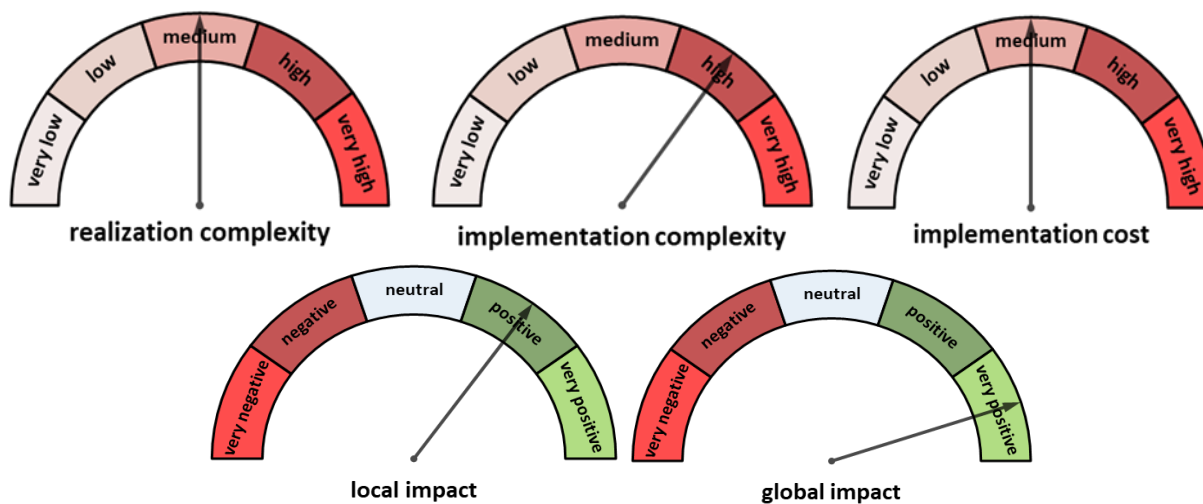 very low
low
medium
high
very high
realization complexity
very low
low
medium
high
very high
implementation complexity
very low
low
medium
high
very high
implementation cost
very negative
negative
neutral
positive
very positive
local impact
very negative
negative
neutral
positive
very positive
global impact